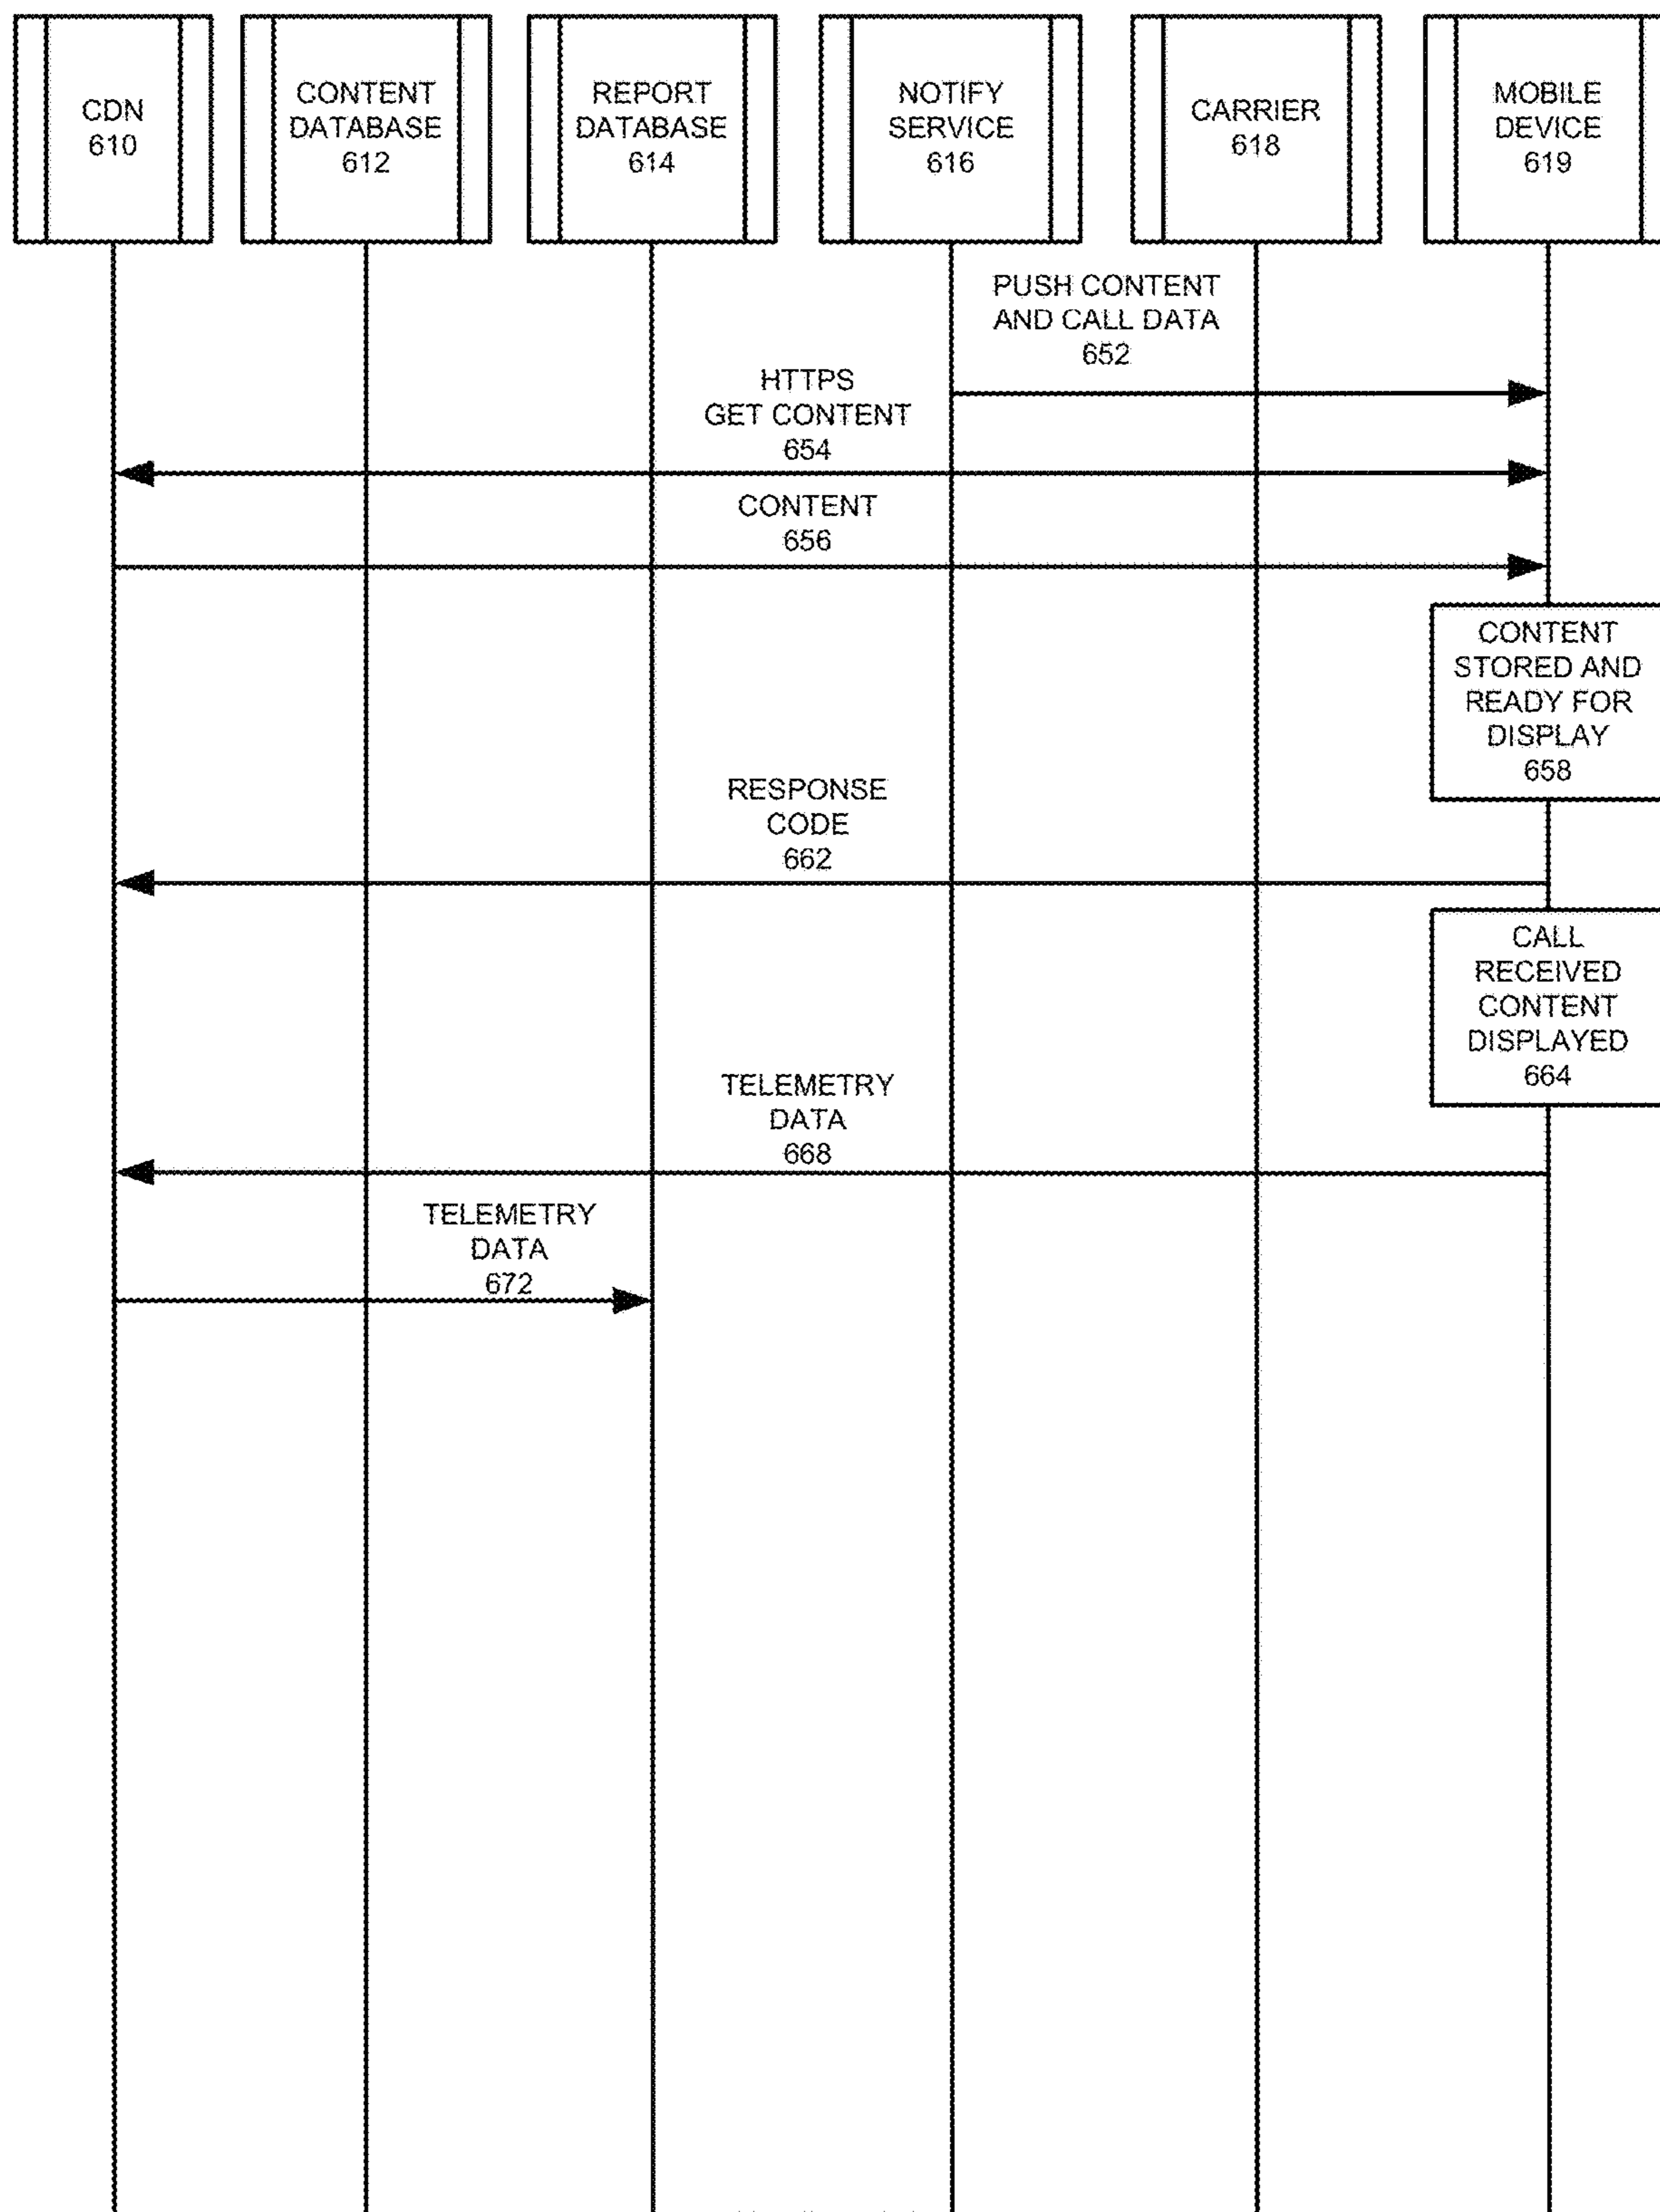 CDN
610
CONTENT
DATABASE
612
REPORT
DATABASE
614
NOTIFY
SERVICE
616
CARRIER
618
MOBILE
DEVICE
619
PUSH CONTENT
AND CALL DATA
652
HTTPS
GET CONTENT
654
CONTENT
656
CONTENT
STORED AND
READY FOR
DISPLAY
658
RESPONSE
CODE
662
CALL
RECEIVED
CONTENT
DISPLAYED
664
TELEMETRY
DATA
668
TELEMETRY
DATA
672